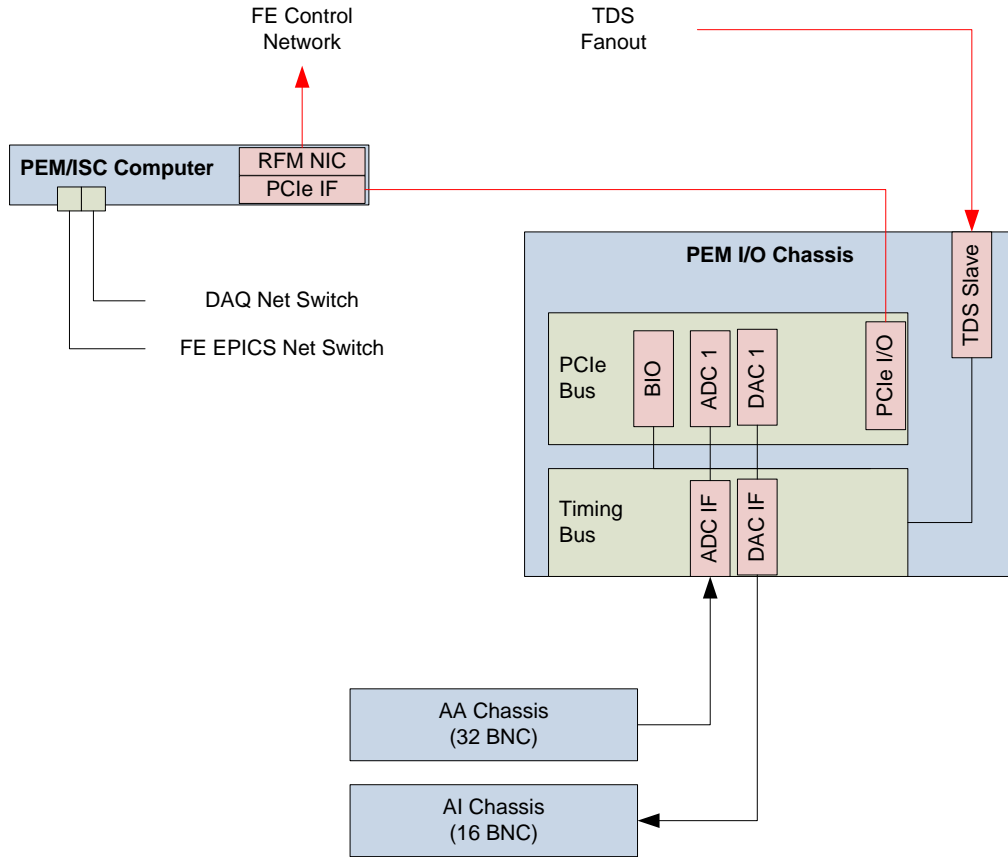 FE Control
Network
TDS
Fanout
PEM/ISC Computer
RFM NIC
PCIe IF
DAQ Net Switch
FE EPICS Net Switch
PEM I/O Chassis
TDS Slave
PCIe
Bus
BIO
ADC 1
DAC 1
PCIe I/O
Timing
Bus
ADC IF
DAC IF
AA Chassis
(32 BNC)
AI Chassis
(16 BNC)